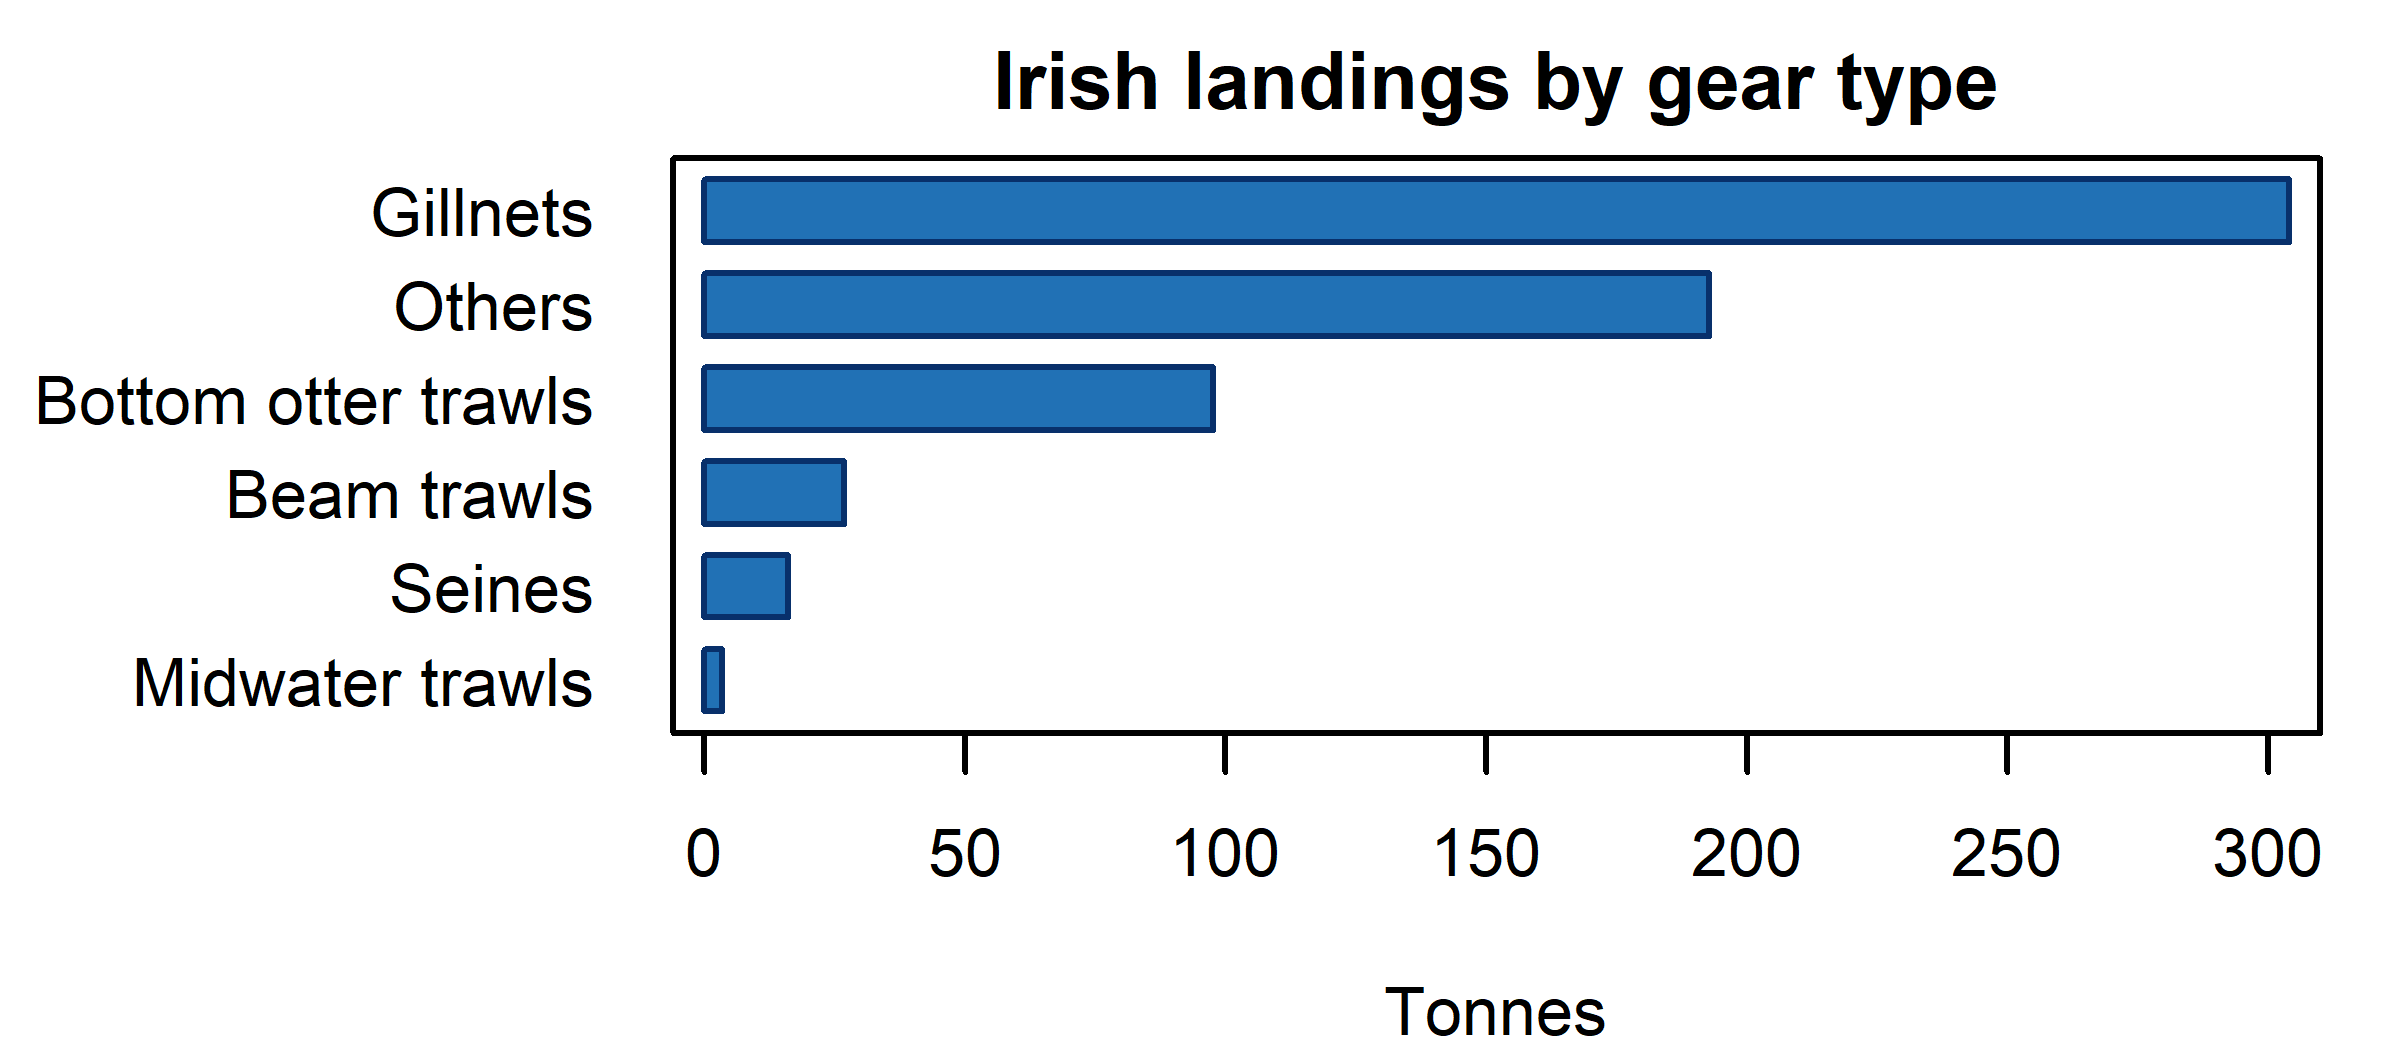 Irish landings by gear type
Gillnets
Others
Bottom otter trawls
Beam trawls
Seines
Midwater trawls
0 50 100 150 200 250 300
Tonnes